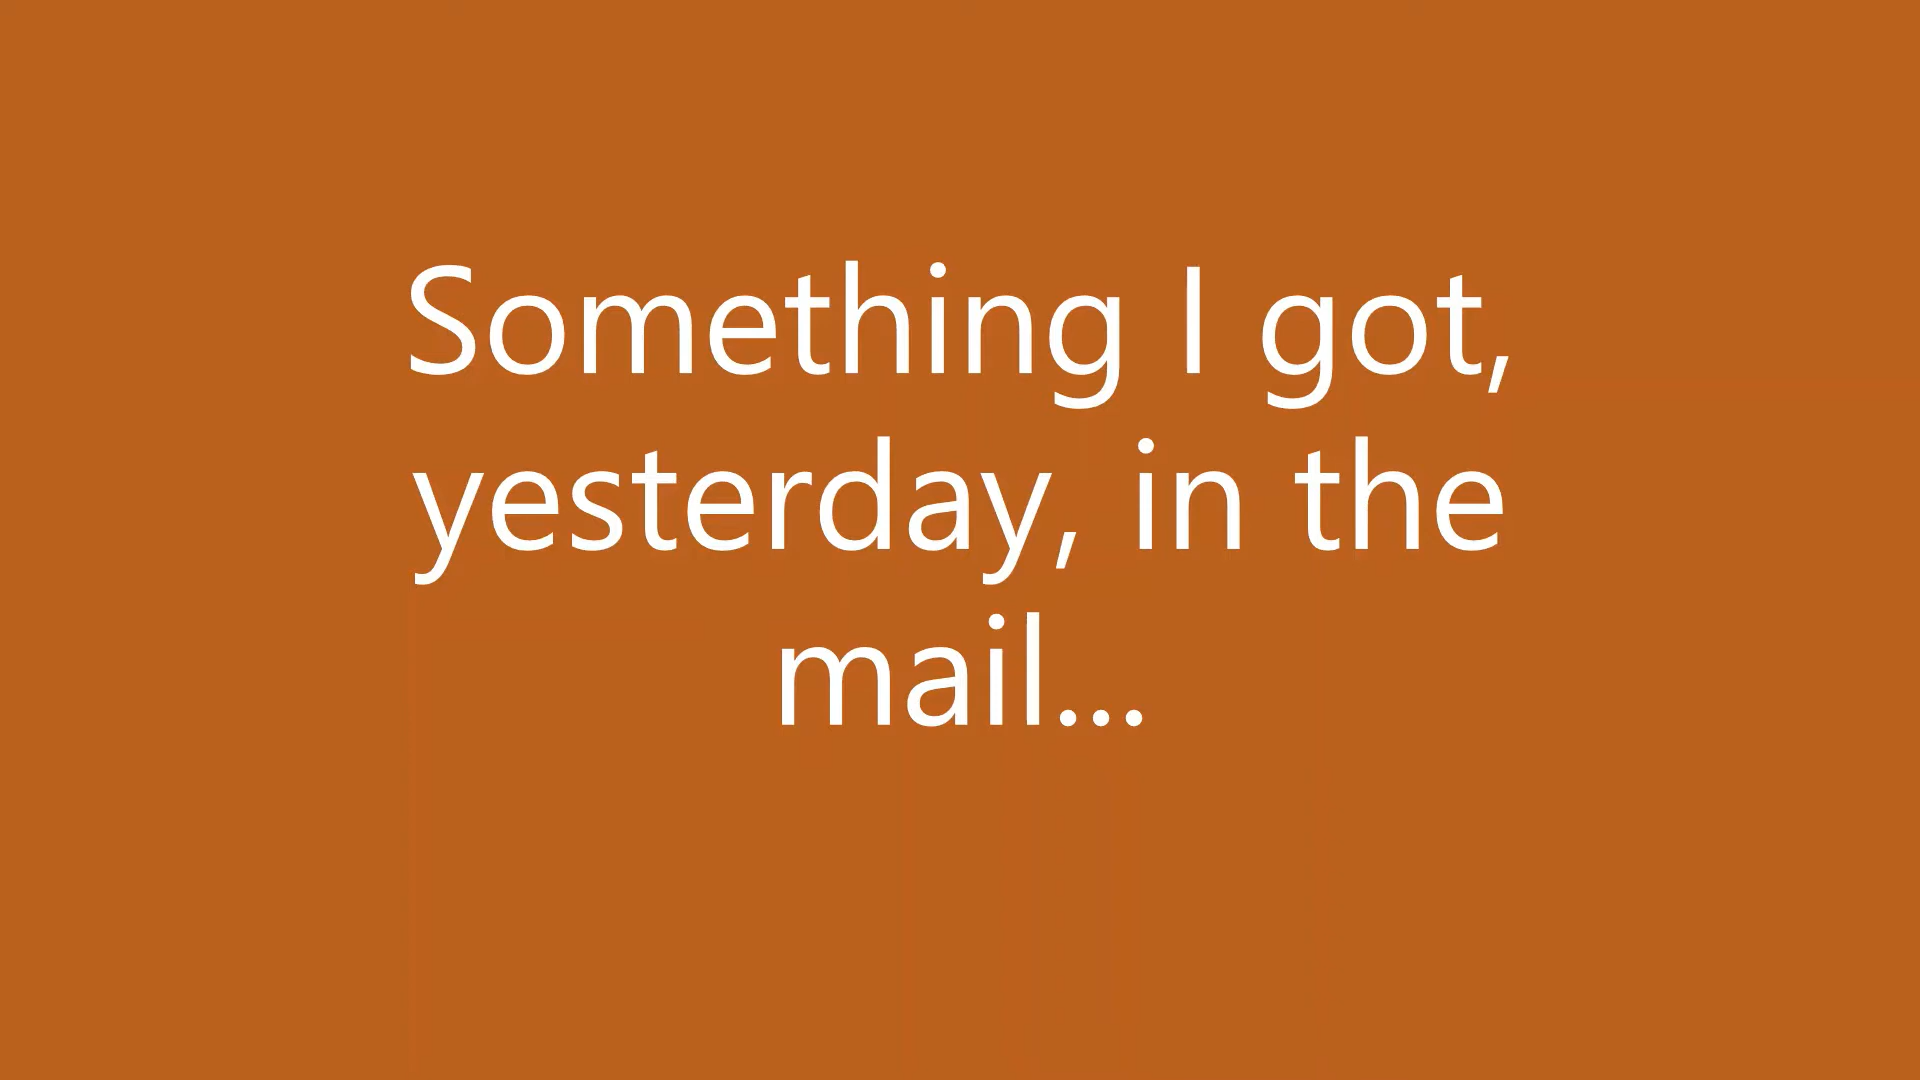 Something I got,
yesterday, in the
mail...